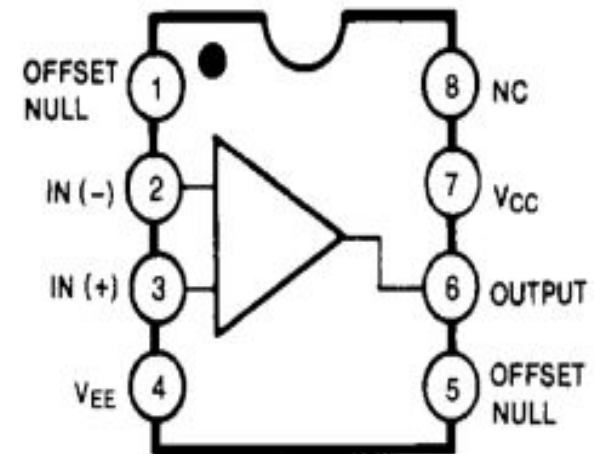 OFFSET
NULL
1
8
NC
IN (-)
2
7
VCC
IN (+)
3
6
OUTPUT
VEE
4
5
OFFSET
NULL